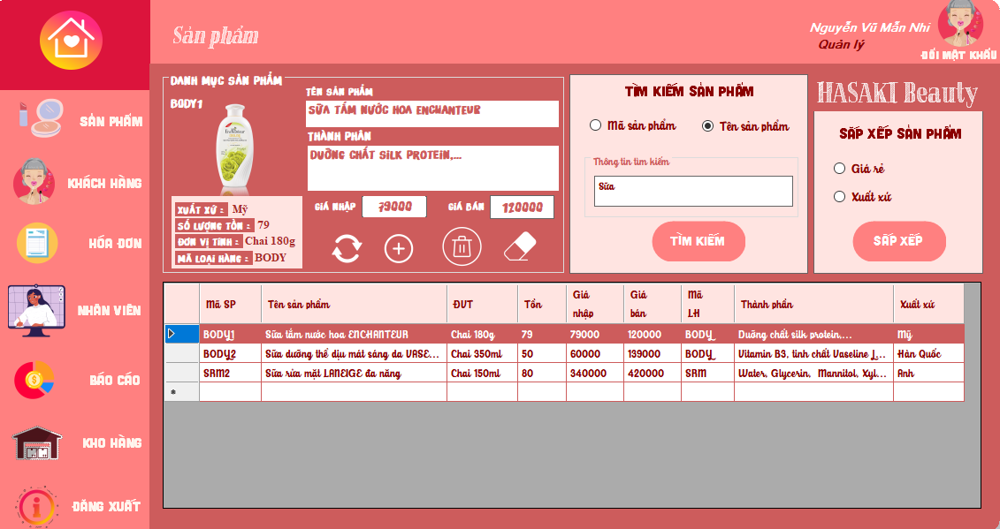 Sản phẩm
Nguyễn Vũ Mẫn Nhi
Quản lý
ĐỔI MẬT KHẨU
SẢN PHẨM
KHÁCH HÀNG
HÓA ĐƠN
NHÂN VIÊN
BÁO CÁO
KHO HÀNG
ĐĂNG XUẤT
DANH MỤC SẢN PHẨM
BODY1
TÊN SẢN PHẨM
SỮA TẮM NƯỚC HOA ENCHANTEUR
THÀNH PHẦN
DƯỠNG CHẤT SILK PROTEIN,...
XUẤT XỨ : Mỹ
SỐ LƯỢNG TỒN : 79
ĐƠN VỊ TÍNH : Chai 180g
MÃ LOẠI HÀNG : BODY
GIÁ NHẬP 79000
GIÁ BÁN 120000
TÌM KIẾM SẢN PHẨM
Mã sản phẩm
Tên sản phẩm
Thông tin tìm kiếm
Sữa
TÌM KIẾM
HASAKI Beauty
SẮP XẾP SẢN PHẨM
Giá rẻ
Xuất xứ
SẮP XẾP
Mã SP Tên sản phẩm ĐVT Tồn Giá nhập Giá bán Mã LH Thành phần Xuất xứ
BODY1 Sữa tắm nước hoa ENCHANTEUR Chai 180g 79 79000 120000 BODY Dưỡng chất silk protein,... Mỹ
BODY2 Sữa dưỡng thể dịu mát sáng da VASE... Chai 350ml 50 60000 139000 BODY Vitamin B3, tinh chất Vaseline J... Hàn Quốc
SRM2 Sữa rửa mặt LANEIGE đa năng Chai 150ml 80 340000 420000 SRM Water, Glycerin, Mannitol, Xyl... Anh